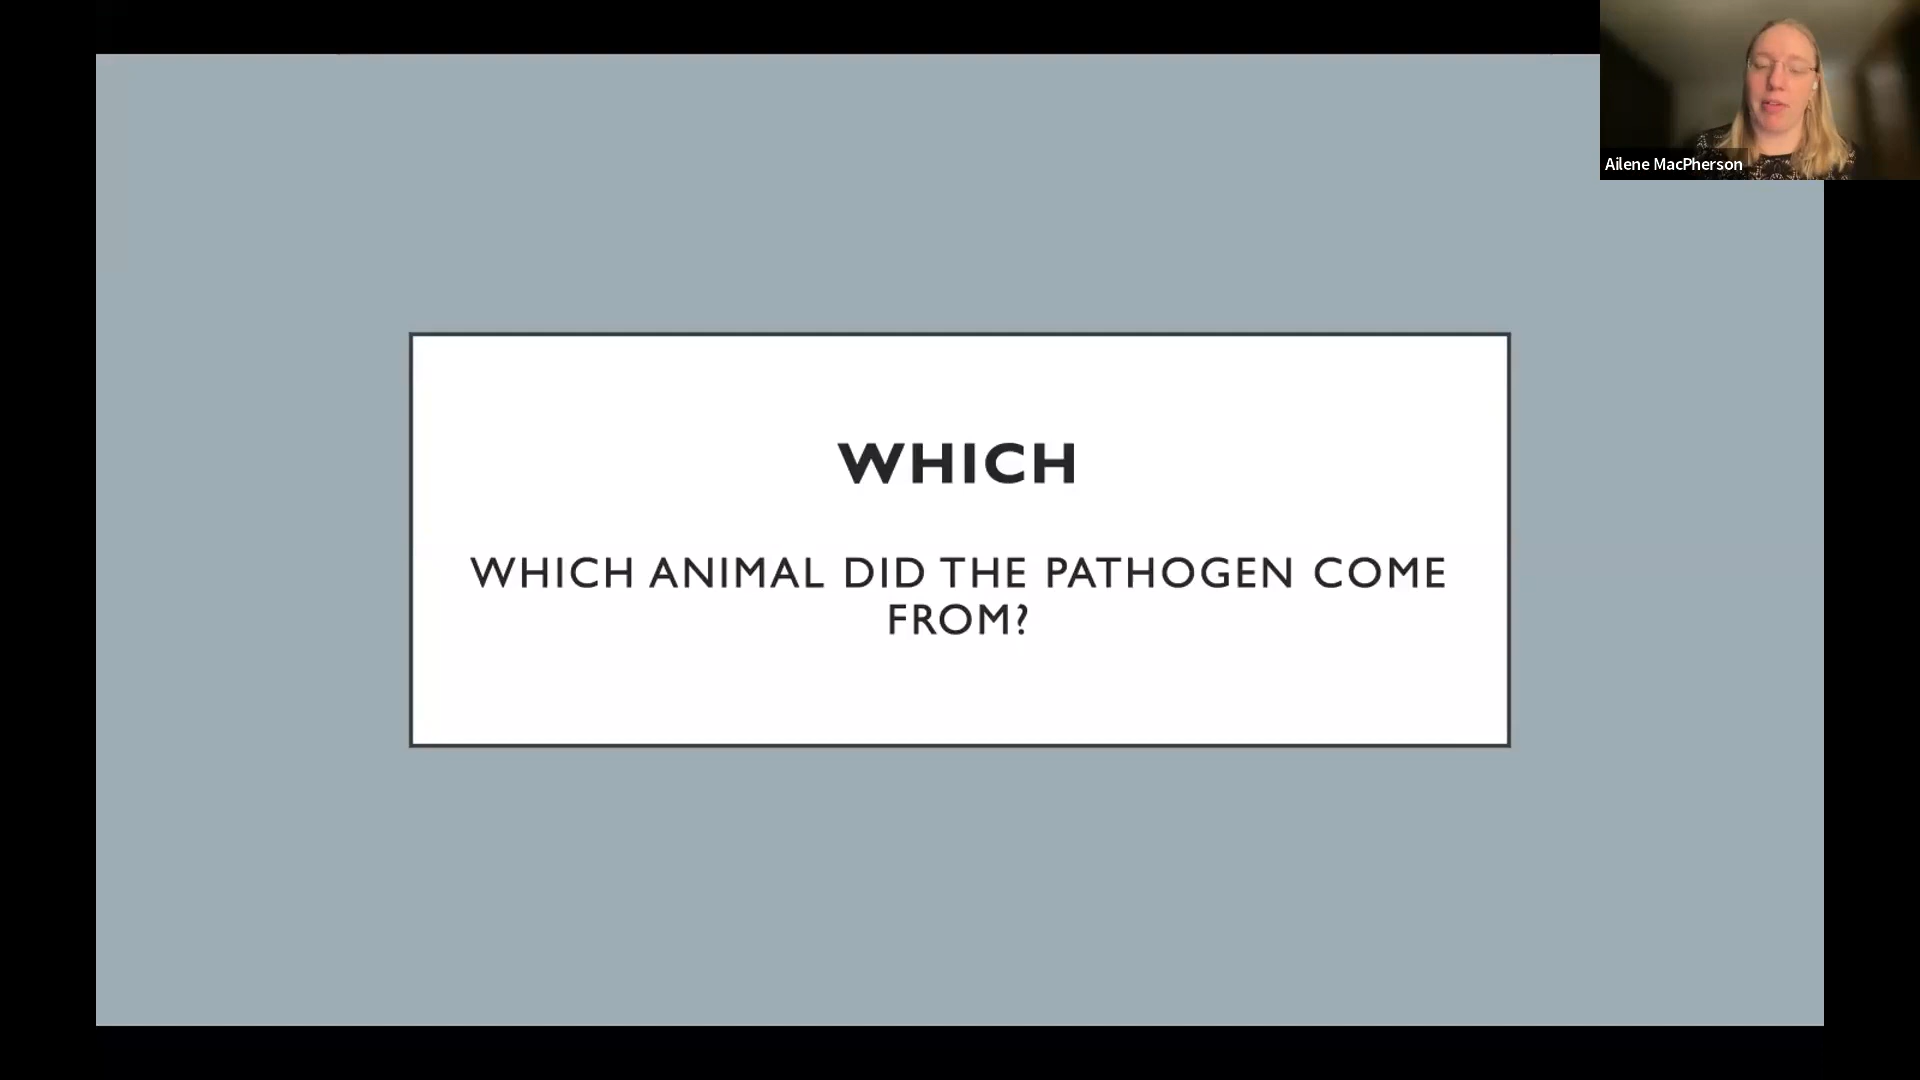 Ailene MacPherson
WHICH
WHICH ANIMAL DID THE PATHOGEN COME
FROM?